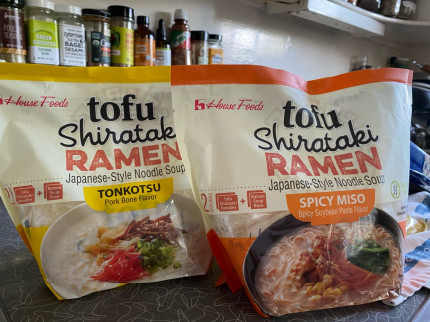 House Foods
tofu
Shirataki
RAMEN
Japanese-Style Noodle Soup
TONKOTSU
Pork Bone Flavor
House Foods
tofu
Shirataki
RAMEN
Japanese-Style Noodle Soup
2
SPICY MISO
Spicy Soybean Paste Flavor